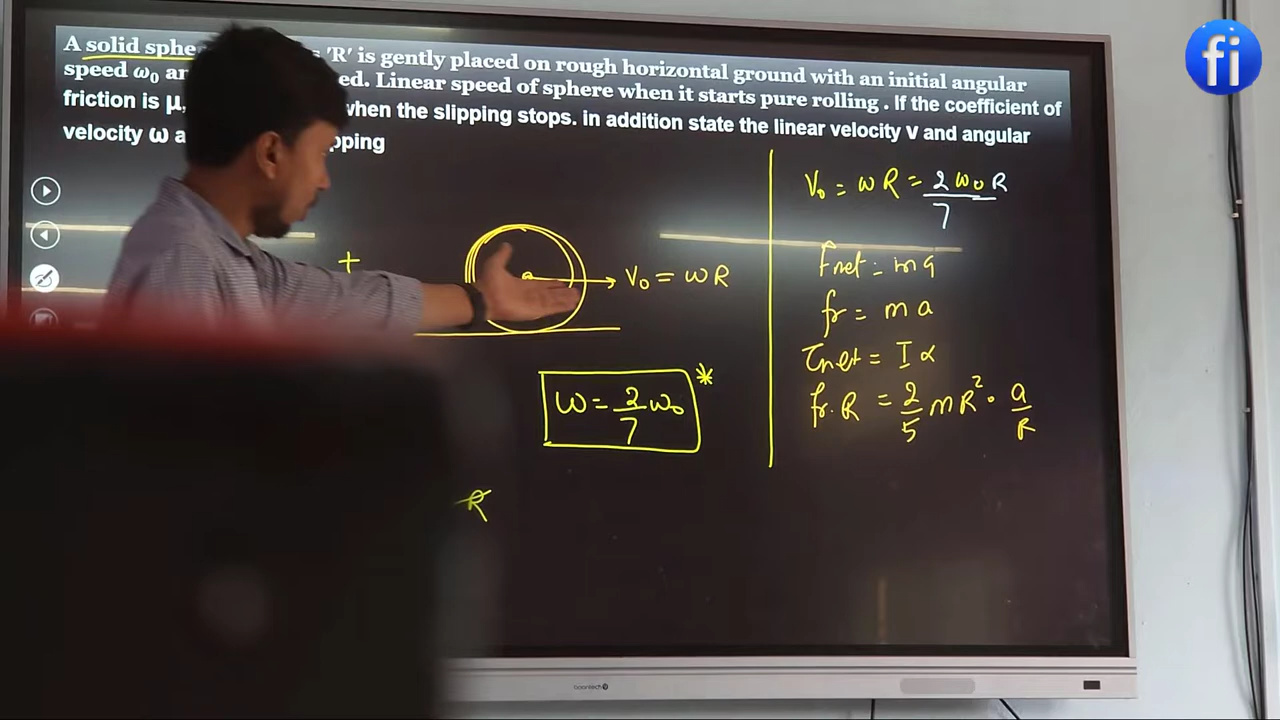 A solid sphe 'R' is gently placed on rough horizontal ground with an initial angular
speed ω₀ an ed. Linear speed of sphere when it starts pure rolling . If the coefficient of
friction is μ, when the slipping stops. in addition state the linear velocity V and angular
velocity ω a pping
fi
+
V₀ = ωR
ω = 2/7 ω₀ *
R
V₀ = ωR = 2ω₀R/7
Fnet = ma
fr = ma
τnet = Iα
fr.R = 2/5 mR² · a/R